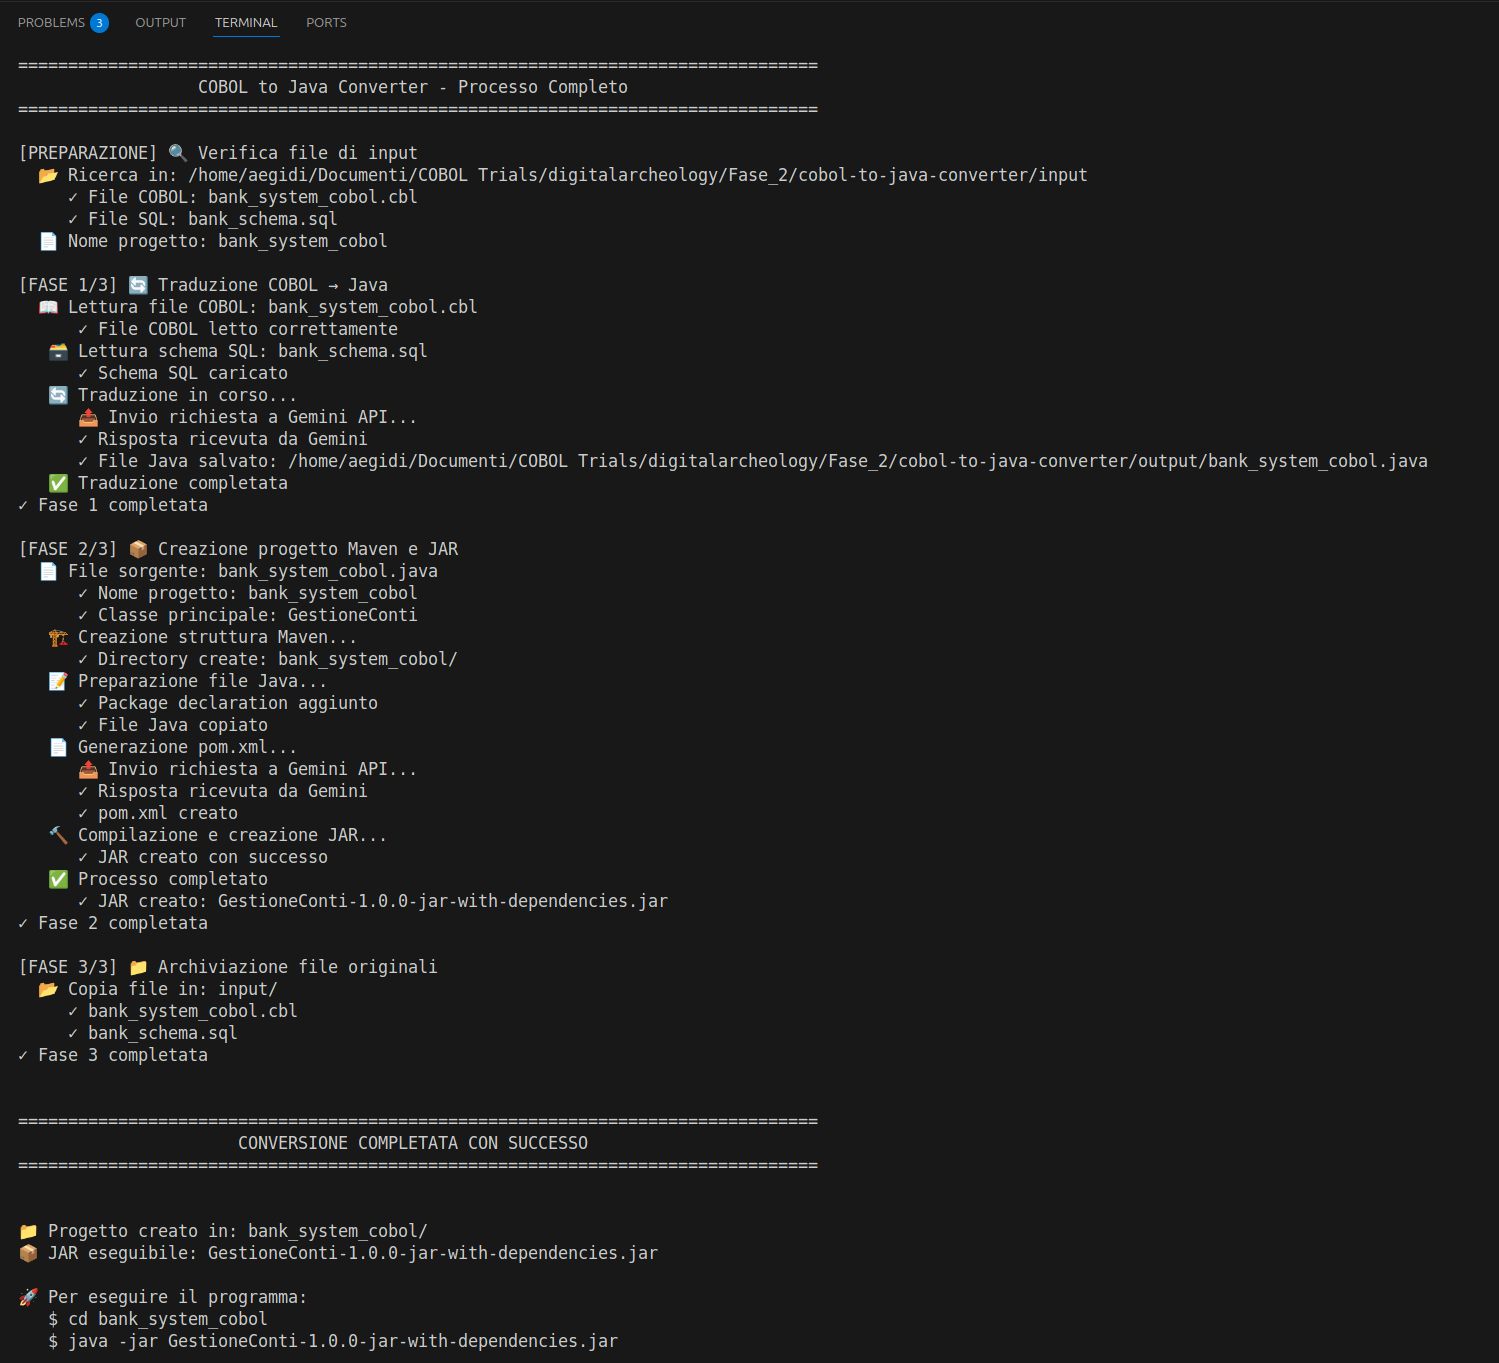 PROBLEMS 3 OUTPUT TERMINAL PORTS
================================================================================
COBOL to Java Converter - Processo Completo
================================================================================
[PREPARAZIONE] 🔍 Verifica file di input
📂 Ricerca in: /home/aegidi/Documenti/COBOL Trials/digitalarcheology/Fase_2/cobol-to-java-converter/input
✓ File COBOL: bank_system_cobol.cbl
✓ File SQL: bank_schema.sql
📄 Nome progetto: bank_system_cobol
[FASE 1/3] 🔄 Traduzione COBOL → Java
📖 Lettura file COBOL: bank_system_cobol.cbl
✓ File COBOL letto correttamente
🗃️ Lettura schema SQL: bank_schema.sql
✓ Schema SQL caricato
🔄 Traduzione in corso...
📤 Invio richiesta a Gemini API...
✓ Risposta ricevuta da Gemini
✓ File Java salvato: /home/aegidi/Documenti/COBOL Trials/digitalarcheology/Fase_2/cobol-to-java-converter/output/bank_system_cobol.java
✅ Traduzione completata
✓ Fase 1 completata
[FASE 2/3] 📦 Creazione progetto Maven e JAR
📄 File sorgente: bank_system_cobol.java
✓ Nome progetto: bank_system_cobol
✓ Classe principale: GestioneConti
🏗️ Creazione struttura Maven...
✓ Directory create: bank_system_cobol/
📝 Preparazione file Java...
✓ Package declaration aggiunto
✓ File Java copiato
📄 Generazione pom.xml...
📤 Invio richiesta a Gemini API...
✓ Risposta ricevuta da Gemini
✓ pom.xml creato
🔨 Compilazione e creazione JAR...
✓ JAR creato con successo
✅ Processo completato
✓ JAR creato: GestioneConti-1.0.0-jar-with-dependencies.jar
✓ Fase 2 completata
[FASE 3/3] 📁 Archiviazione file originali
📂 Copia file in: input/
✓ bank_system_cobol.cbl
✓ bank_schema.sql
✓ Fase 3 completata
================================================================================
CONVERSIONE COMPLETATA CON SUCCESSO
================================================================================
📁 Progetto creato in: bank_system_cobol/
📦 JAR eseguibile: GestioneConti-1.0.0-jar-with-dependencies.jar
🚀 Per eseguire il programma:
$ cd bank_system_cobol
$ java -jar GestioneConti-1.0.0-jar-with-dependencies.jar